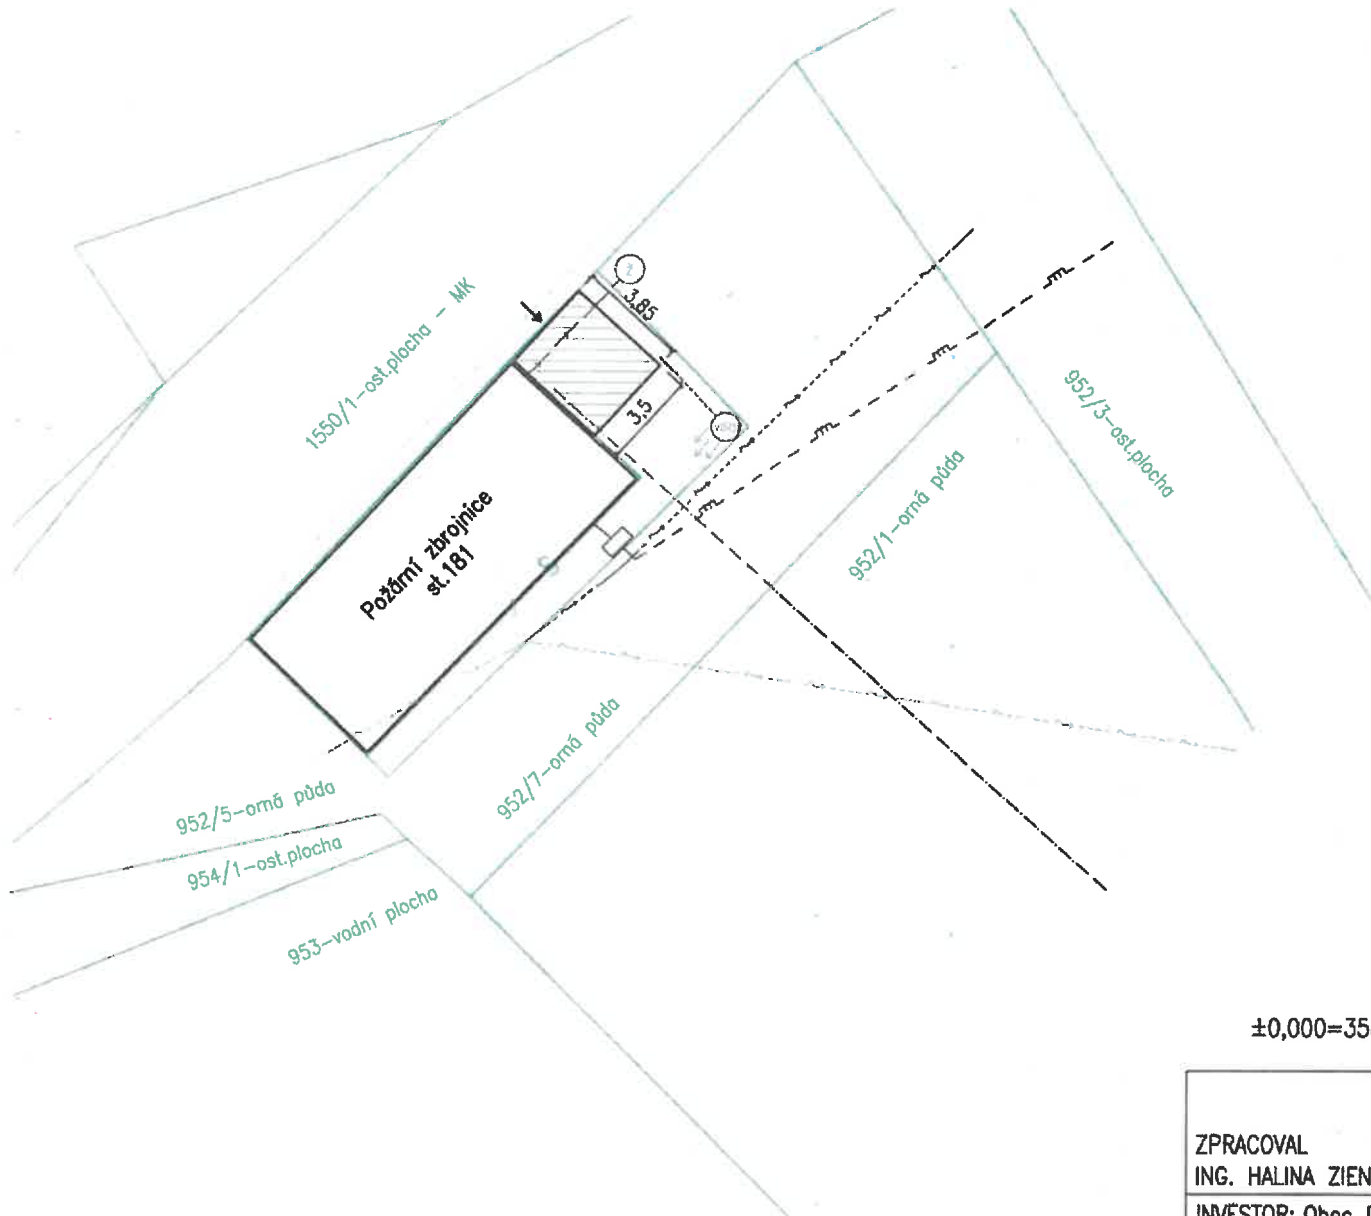 1550/1-ost.plocha - MK
3,85
3,5
952/3-ost.plocha
952/1-orná půda
Požární zbrojnice
st.181
952/7-orná půda
952/5-orná půda
954/1-ost.plocha
953-vodní plocha
±0,000=35
ZPRACOVAL
ING. HALINA ZIEN
INVESTOR: Obec